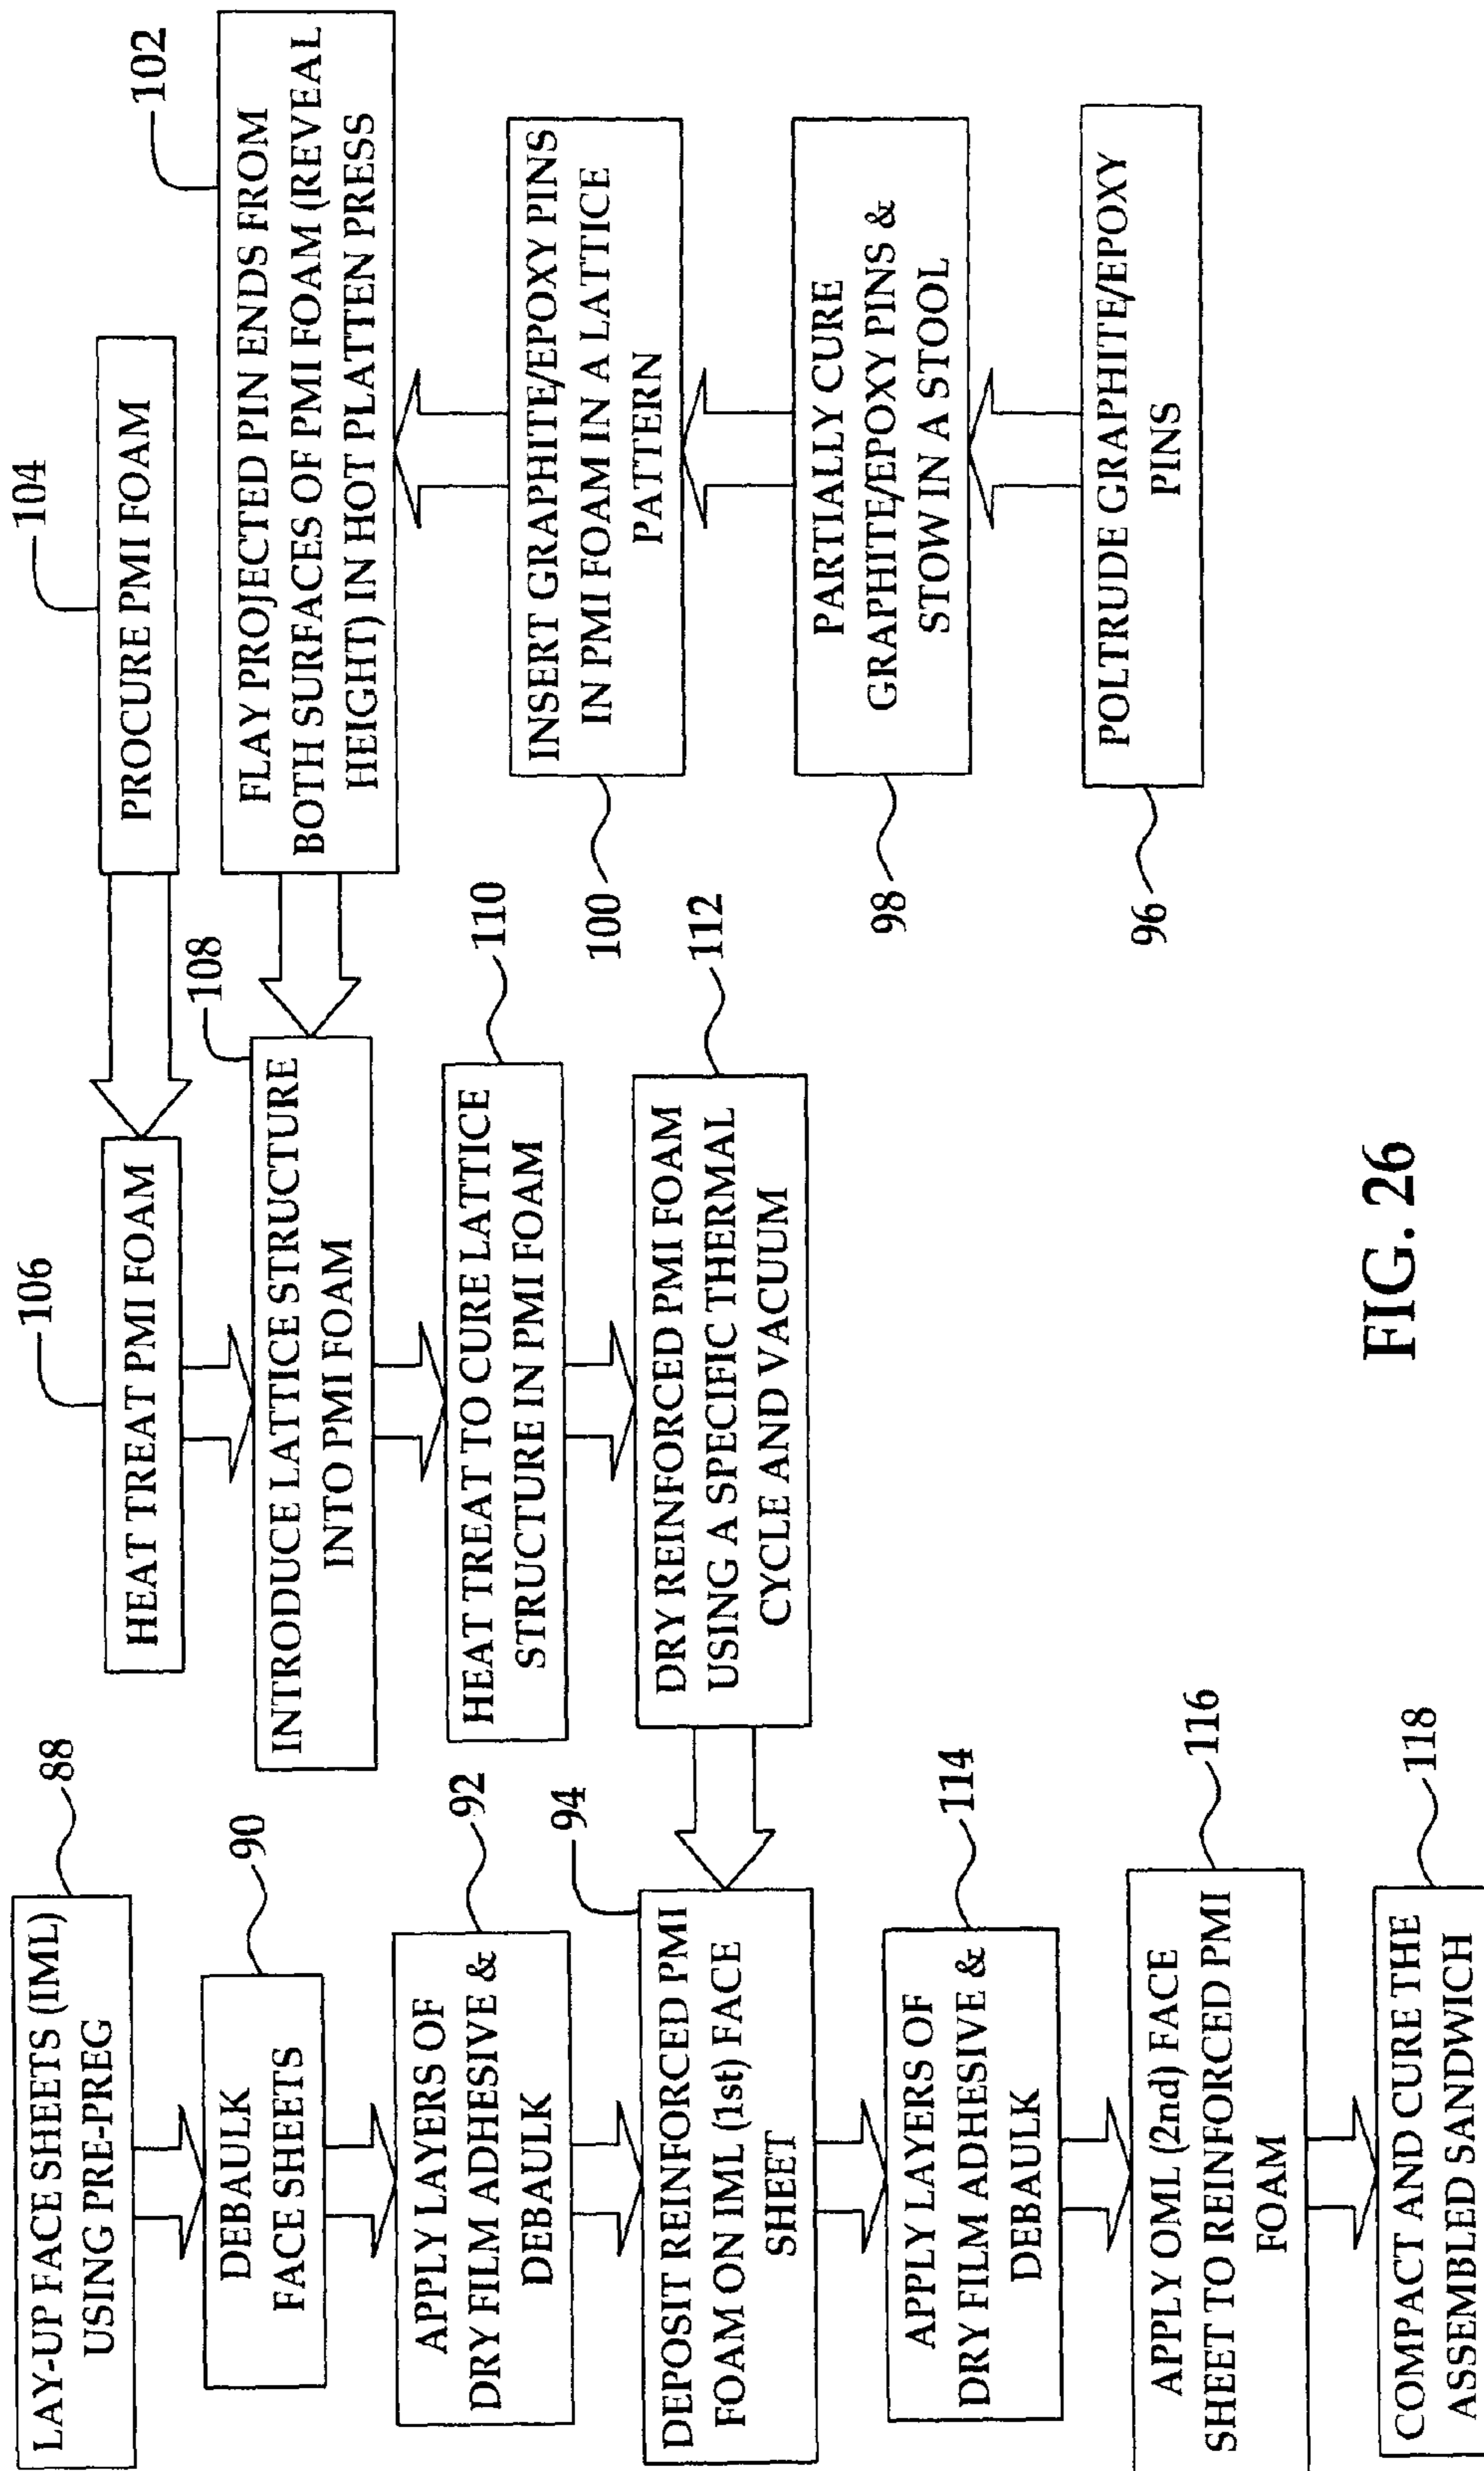 88
LAY-UP FACE SHEETS (IML)
USING PRE-PREG
90
DEBAULK
FACE SHEETS
92
APPLY LAYERS OF
DRY FILM ADHESIVE &
DEBAULK
94
DEPOSIT REINFORCED PMI
FOAM ON IML (1st) FACE
SHEET
114
APPLY LAYERS OF
DRY FILM ADHESIVE &
DEBAULK
116
APPLY OML (2nd) FACE
SHEET TO REINFORCED PMI
FOAM
118
COMPACT AND CURE THE
ASSEMBLED SANDWICH
106
HEAT TREAT PMI FOAM
108
INTRODUCE LATTICE STRUCTURE
INTO PMI FOAM
110
HEAT TREAT TO CURE LATTICE
STRUCTURE IN PMI FOAM
112
DRY REINFORCED PMI FOAM
USING A SPECIFIC THERMAL
CYCLE AND VACUUM
104
PROCURE PMI FOAM
102
FLAY PROJECTED PIN ENDS FROM
BOTH SURFACES OF PMI FOAM (REVEAL
HEIGHT) IN HOT PLATTEN PRESS
100
INSERT GRAPHITE/EPOXY PINS
IN PMI FOAM IN A LATTICE
PATTERN
98
PARTIALLY CURE
GRAPHITE/EPOXY PINS &
STOW IN A STOOL
96
POLTRUDE GRAPHITE/EPOXY
PINS
FIG. 26